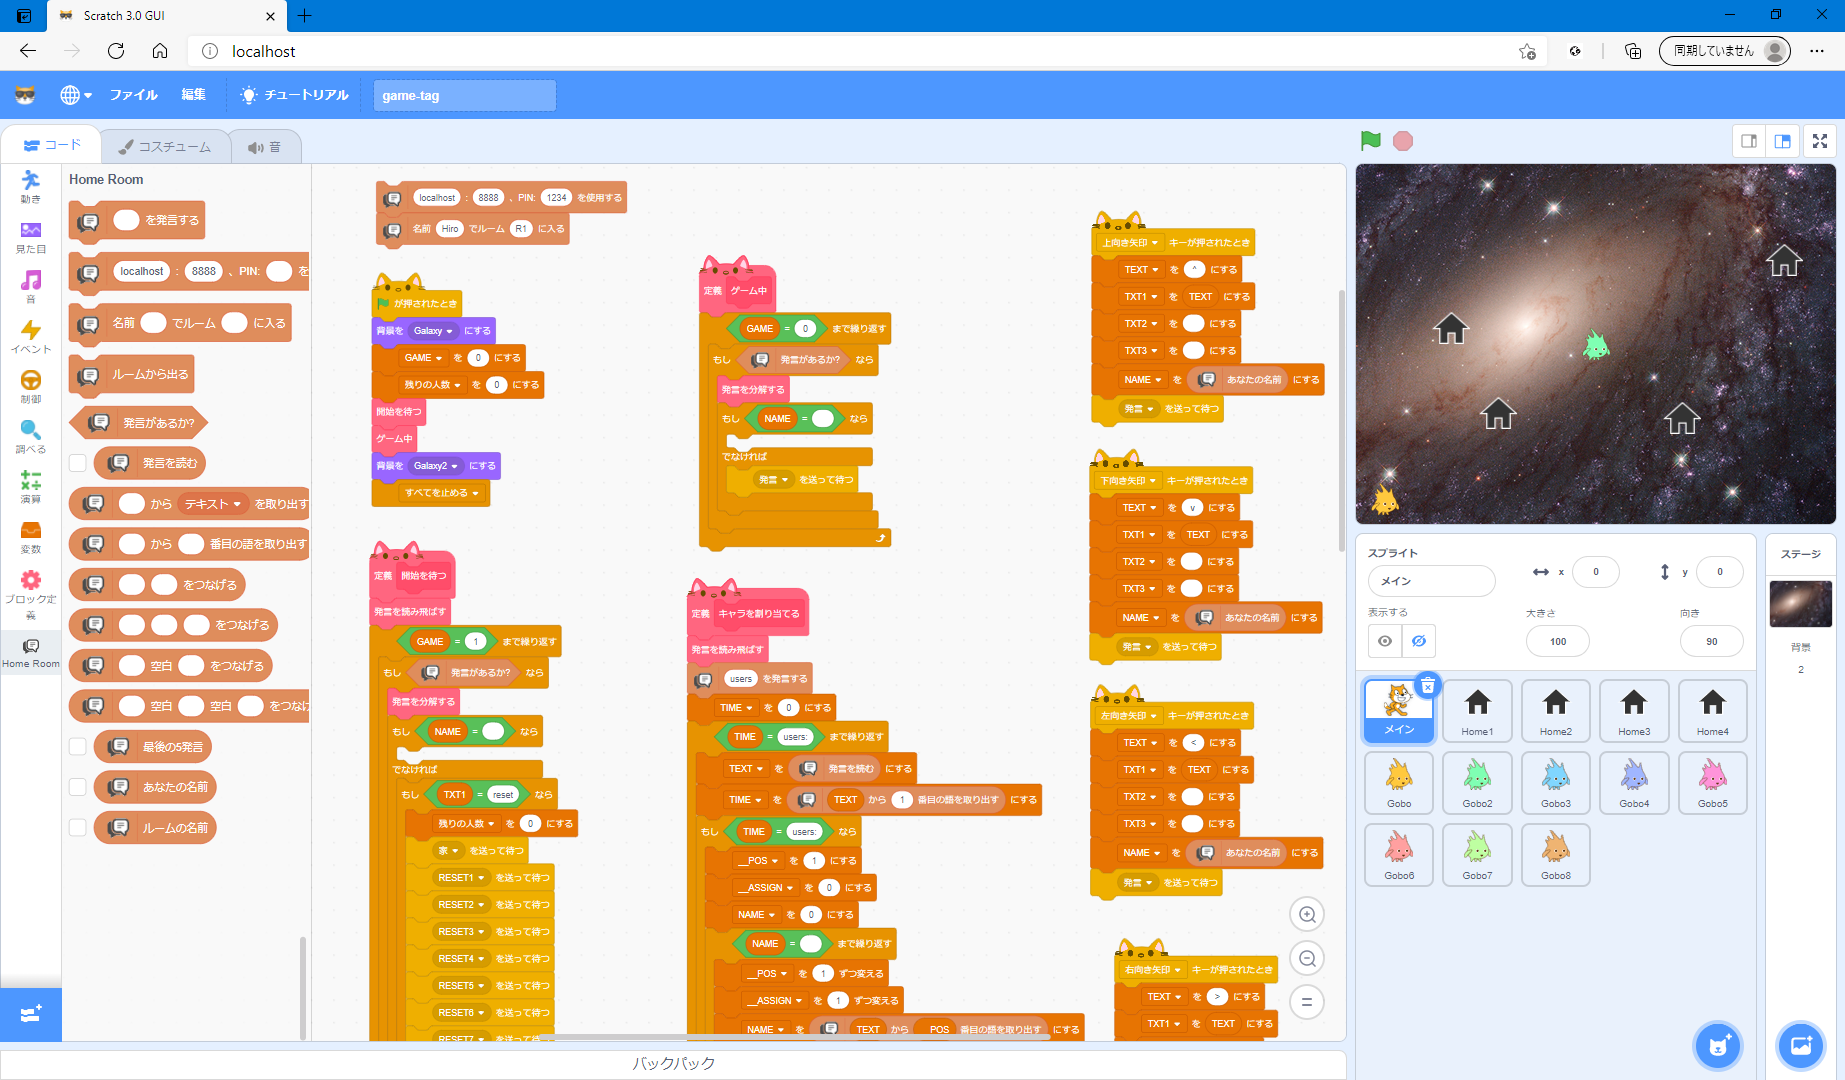 Scratch 3.0 GUI
localhost
同期していません
ファイル 編集 チュートリアル game-tag
コード コスチューム 音
動き
見た目
音
イベント
制御
調べる
演算
変数
ブロック定義
Home Room
Home Room
を発言する
localhost : 8888 、PIN: を
名前 でルーム に入る
ルームから出る
発言があるか?
発言を読む
から テキスト を取り出す
から 番目の語を取り出す
をつなげる
をつなげる
空白 をつなげる
空白 空白 をつなげ
最後の5発言
あなたの名前
ルームの名前
localhost : 8888 、PIN: 1234 を使用する
名前 Hiro でルーム R1 に入る
が押されたとき
背景を Galaxy にする
GAME を 0 にする
残りの人数 を 0 にする
開始を待つ
ゲーム中
背景を Galaxy2 にする
すべてを止める
定義 開始を待つ
発言を読み飛ばす
GAME = 1 まで繰り返す
もし 発言があるか? なら
発言を分解する
もし NAME = なら
でなければ
もし TXT1 = reset なら
残りの人数 を 0 にする
家 を送って待つ
RESET1 を送って待つ
RESET2 を送って待つ
RESET3 を送って待つ
RESET4 を送って待つ
RESET5 を送って待つ
RESET6 を送って待つ
RESET7 を送って待つ
定義 ゲーム中
GAME = 0 まで繰り返す
もし 発言があるか? なら
発言を分解する
もし NAME = なら
でなければ
発言 を送って待つ
定義 キャラを割り当てる
発言を読み飛ばす
users を発言する
TIME を 0 にする
TIME = users: まで繰り返す
TEXT を 発言を読む にする
TIME を TEXT から 1 番目の語を取り出す にする
もし TIME = users: なら
__POS を 1 にする
__ASSIGN を 0 にする
NAME を 0 にする
NAME = まで繰り返す
__POS を 1 ずつ変える
__ASSIGN を 1 ずつ変える
NAME を TEXT から __POS 番目の語を取り出す にする
上向き矢印 キーが押されたとき
TEXT を ^ にする
TXT1 を TEXT にする
TXT2 を にする
TXT3 を にする
NAME を あなたの名前 にする
発言 を送って待つ
下向き矢印 キーが押されたとき
TEXT を v にする
TXT1 を TEXT にする
TXT2 を にする
TXT3 を にする
NAME を あなたの名前 にする
発言 を送って待つ
左向き矢印 キーが押されたとき
TEXT を < にする
TXT1 を TEXT にする
TXT2 を にする
TXT3 を にする
NAME を あなたの名前 にする
発言 を送って待つ
右向き矢印 キーが押されたとき
TEXT を > にする
TXT1 を TEXT にする
バックパック
スプライト
メイン x 0 y 0
表示する 大きさ 向き
100 90
メイン Home1 Home2 Home3 Home4
Gobo Gobo2 Gobo3 Gobo4 Gobo5
Gobo6 Gobo7 Gobo8
ステージ
背景
2